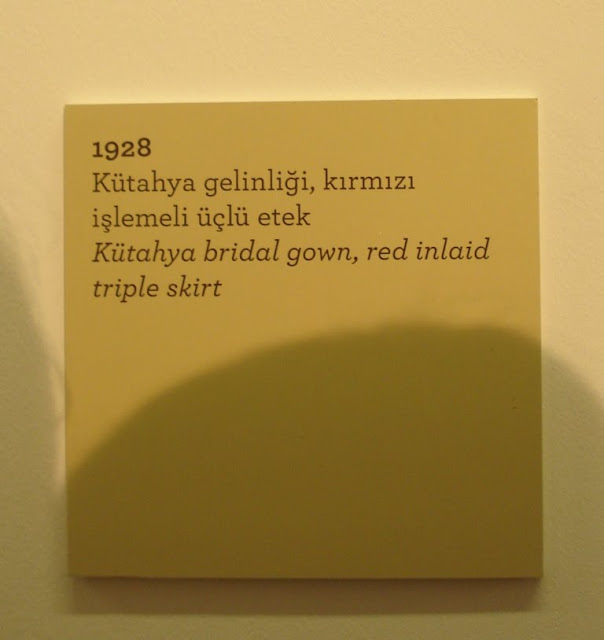 1928
Kütahya gelinliği, kırmızı
işlemeli üçlü etek
Kütahya bridal gown, red inlaid
triple skirt